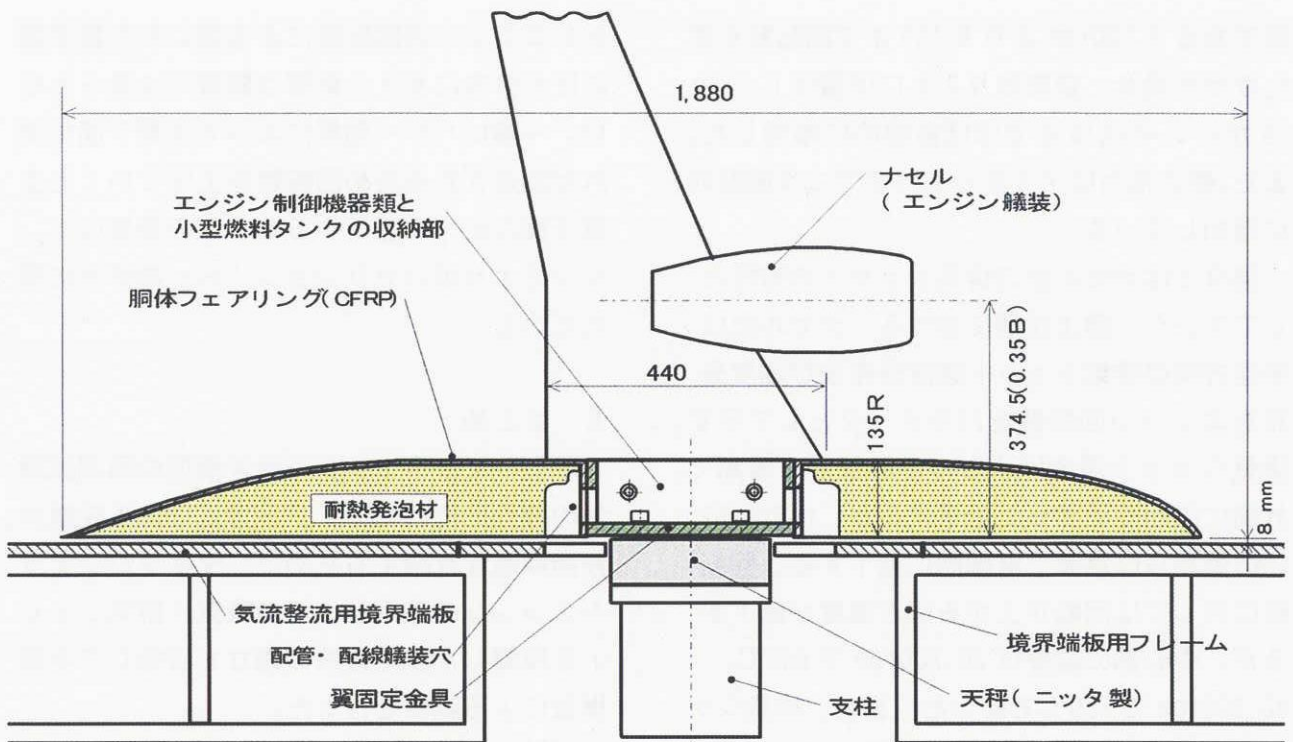 1,880
ナセル
( エンジン艤装)
エンジン制御機器類と
小型燃料タンクの収納部
胴体フェアリング(CFRP)
440
135R
374.5(0.35B)
耐熱発泡材
8 mm
気流整流用境界端板
配管・配線艤装穴
翼固定金具
境界端板用フレーム
天秤( ニッタ製)
支柱